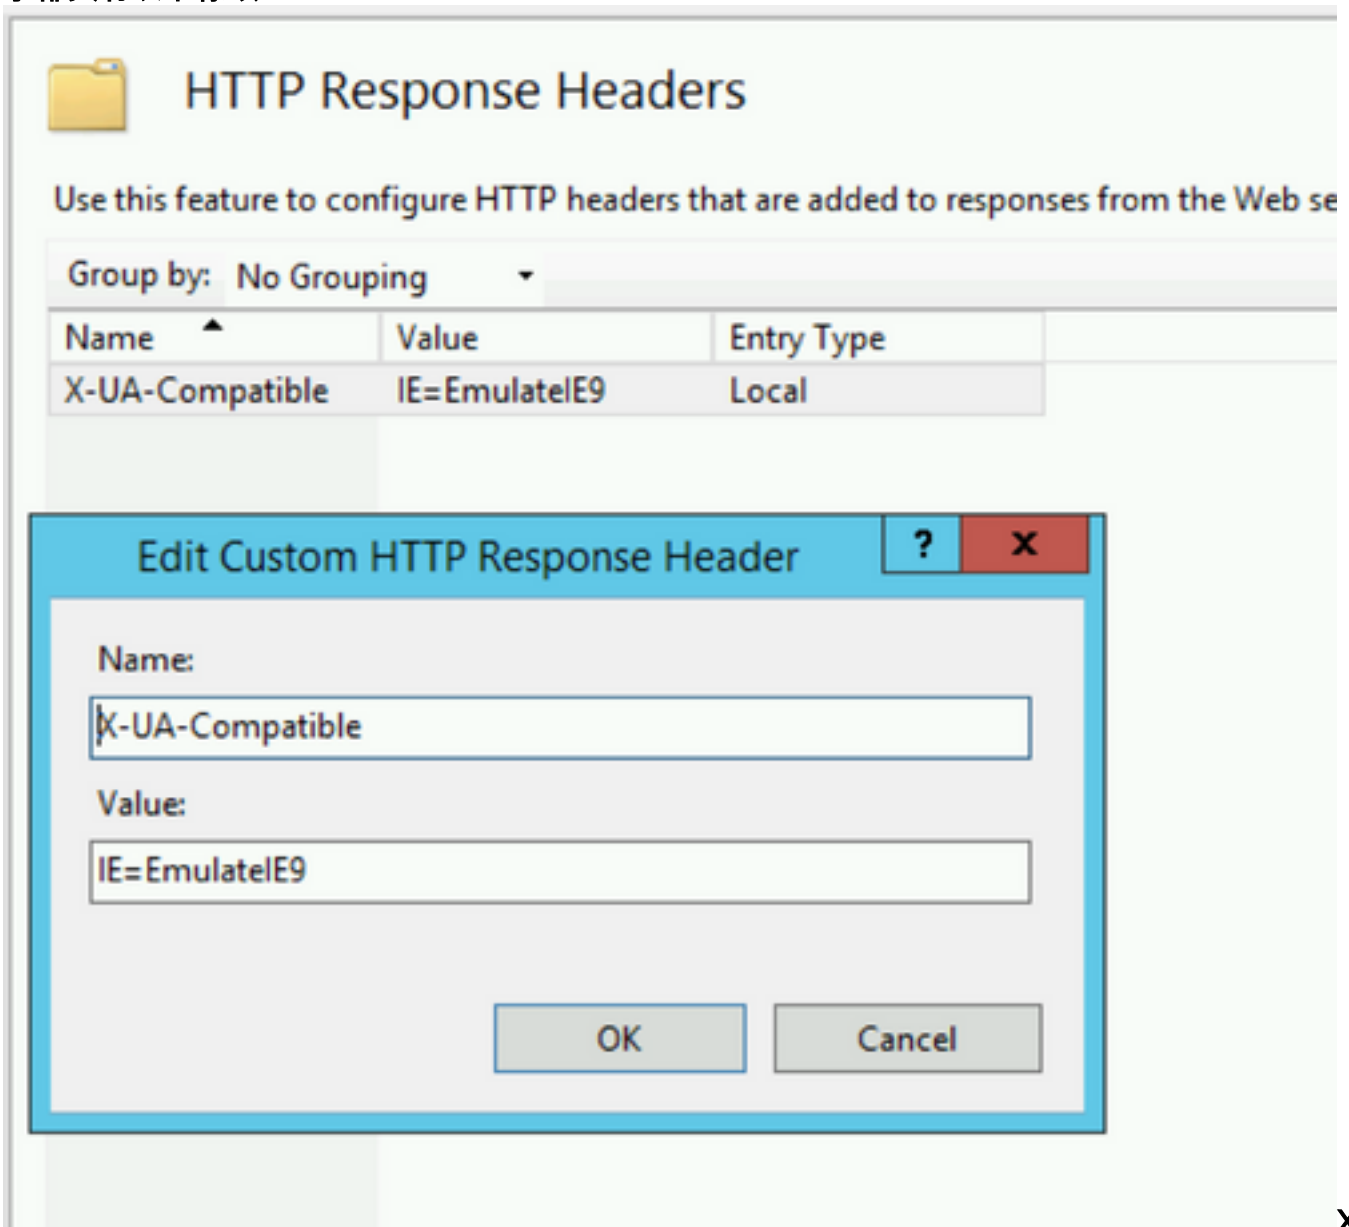 HTTP Response Headers
Use this feature to configure HTTP headers that are added to responses from the Web se
Group by: No Grouping
Name Value Entry Type
X-UA-Compatible IE=EmulateIE9 Local
Edit Custom HTTP Response Header
? x
Name:
X-UA-Compatible
Value:
IE=EmulateIE9
OK Cancel
X